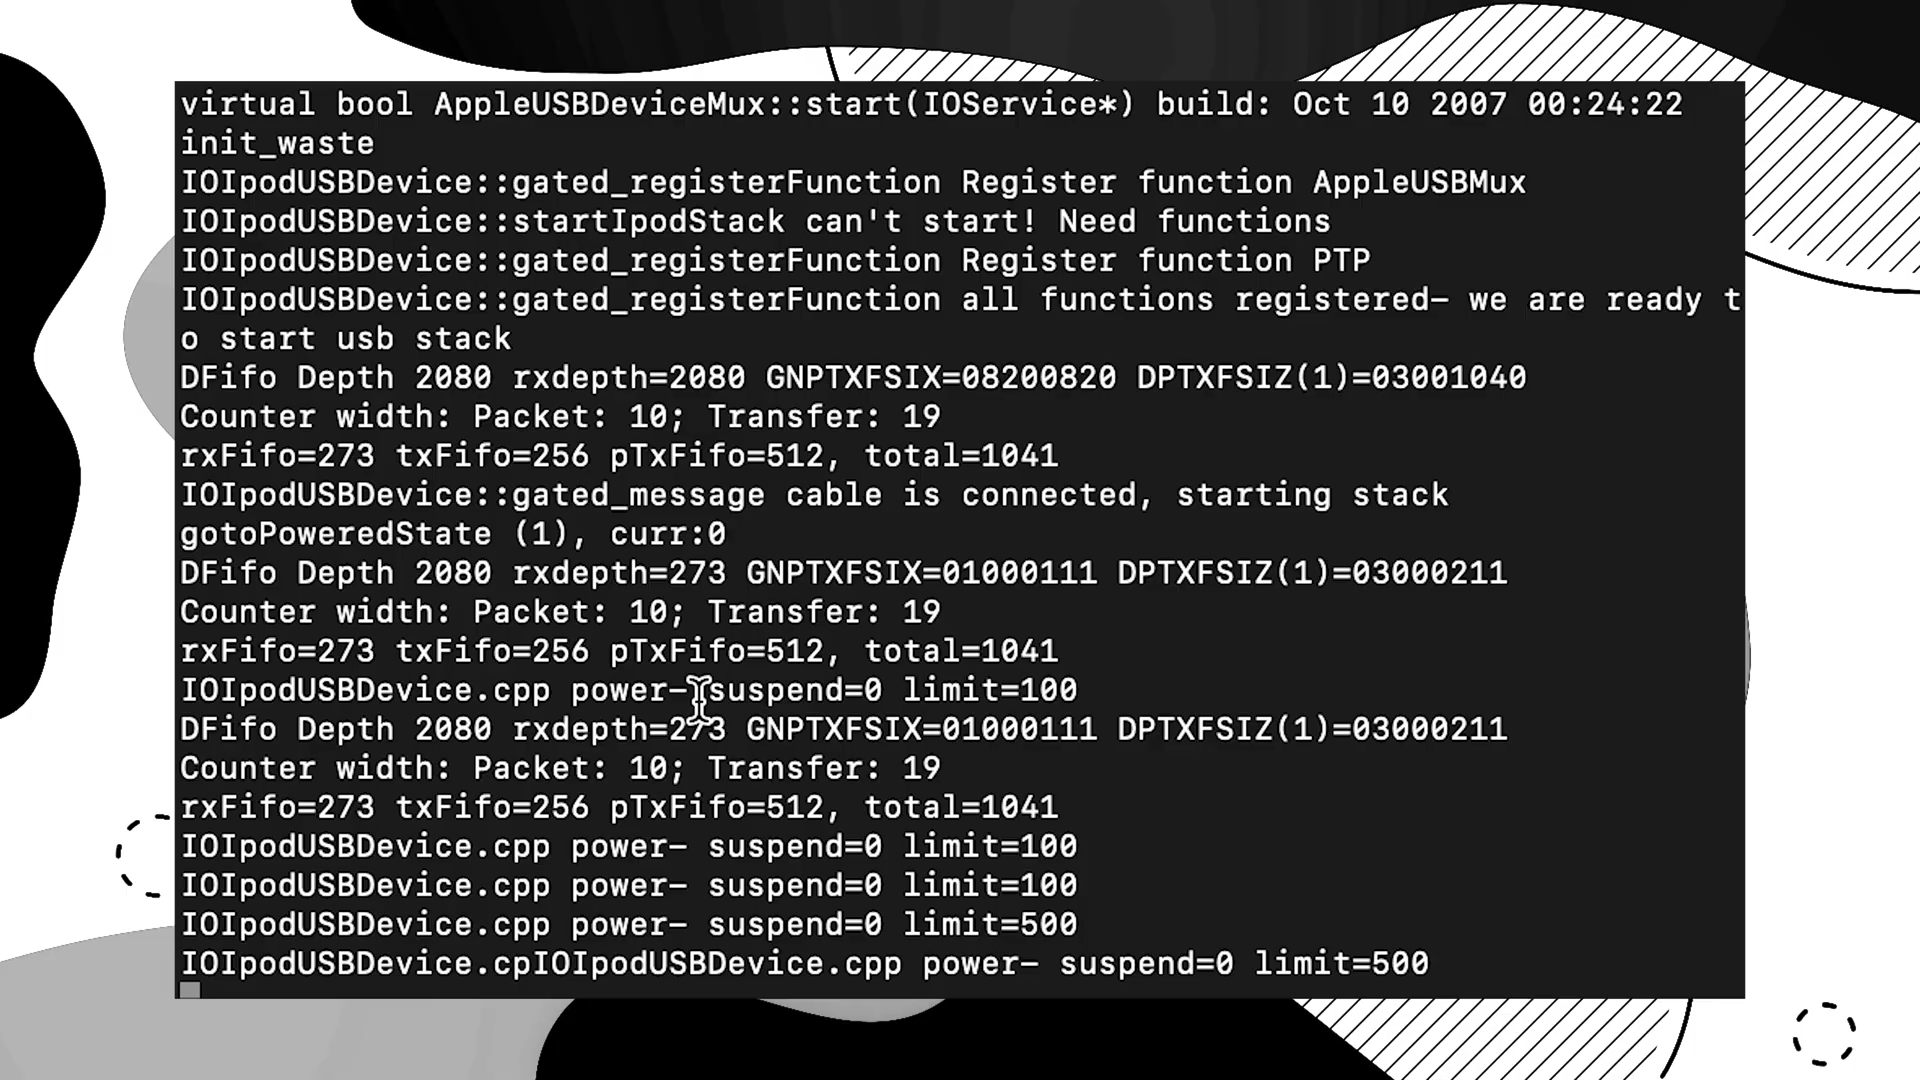 virtual bool AppleUSBDeviceMux::start(IOService*) build: Oct 10 2007 00:24:22
init_waste
IOIpodUSBDevice::gated_registerFunction Register function AppleUSBMux
IOIpodUSBDevice::startIpodStack can't start! Need functions
IOIpodUSBDevice::gated_registerFunction Register function PTP
IOIpodUSBDevice::gated_registerFunction all functions registered– we are ready t
o start usb stack
DFifo Depth 2080 rxdepth=2080 GNPTXFSIX=08200820 DPTXFSIZ(1)=03001040
Counter width: Packet: 10; Transfer: 19
rxFifo=273 txFifo=256 pTxFifo=512, total=1041
IOIpodUSBDevice::gated_message cable is connected, starting stack
gotoPoweredState (1), curr:0
DFifo Depth 2080 rxdepth=273 GNPTXFSIX=01000111 DPTXFSIZ(1)=03000211
Counter width: Packet: 10; Transfer: 19
rxFifo=273 txFifo=256 pTxFifo=512, total=1041
IOIpodUSBDevice.cpp power– suspend=0 limit=100
DFifo Depth 2080 rxdepth=273 GNPTXFSIX=01000111 DPTXFSIZ(1)=03000211
Counter width: Packet: 10; Transfer: 19
rxFifo=273 txFifo=256 pTxFifo=512, total=1041
IOIpodUSBDevice.cpp power– suspend=0 limit=100
IOIpodUSBDevice.cpp power– suspend=0 limit=100
IOIpodUSBDevice.cpp power– suspend=0 limit=500
IOIpodUSBDevice.cpIOIpodUSBDevice.cpp power– suspend=0 limit=500